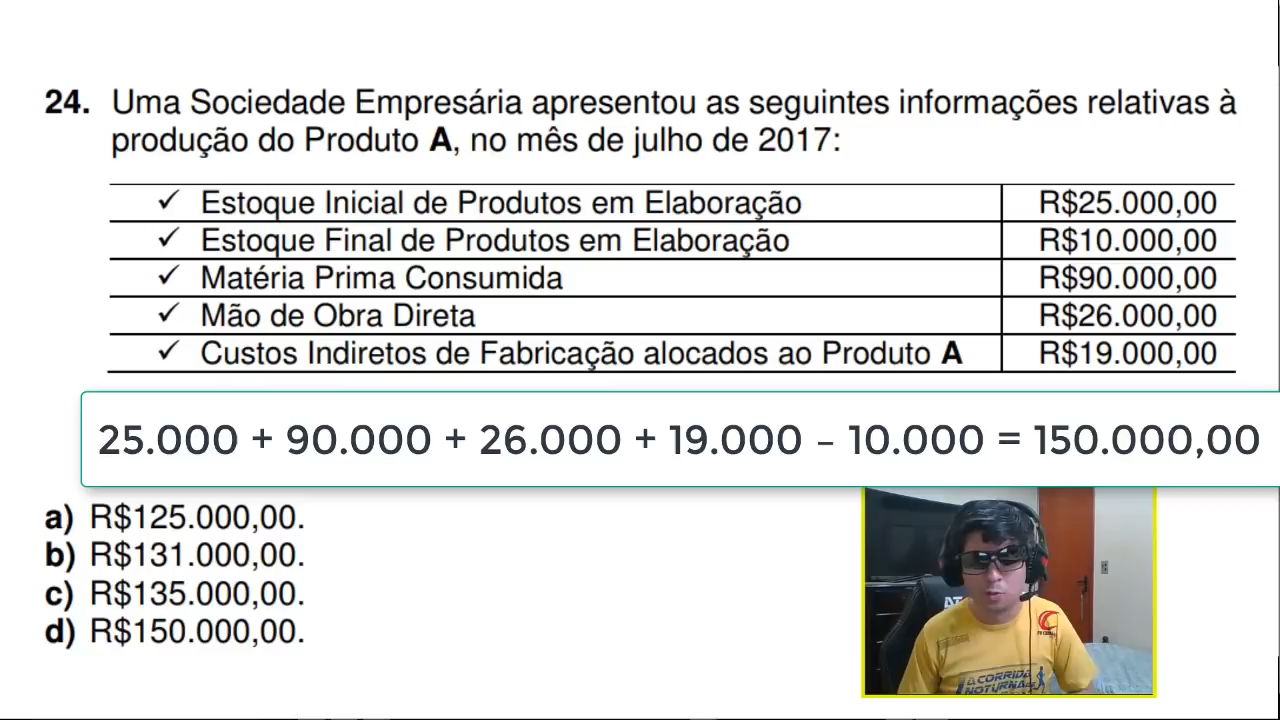 24. Uma Sociedade Empresária apresentou as seguintes informações relativas à
produção do Produto A, no mês de julho de 2017:
✓ Estoque Inicial de Produtos em Elaboração R$25.000,00
✓ Estoque Final de Produtos em Elaboração R$10.000,00
✓ Matéria Prima Consumida R$90.000,00
✓ Mão de Obra Direta R$26.000,00
✓ Custos Indiretos de Fabricação alocados ao Produto A R$19.000,00
25.000 + 90.000 + 26.000 + 19.000 – 10.000 = 150.000,00
a) R$125.000,00.
b) R$131.000,00.
c) R$135.000,00.
d) R$150.000,00.
A CORRIDA
NOTURNA